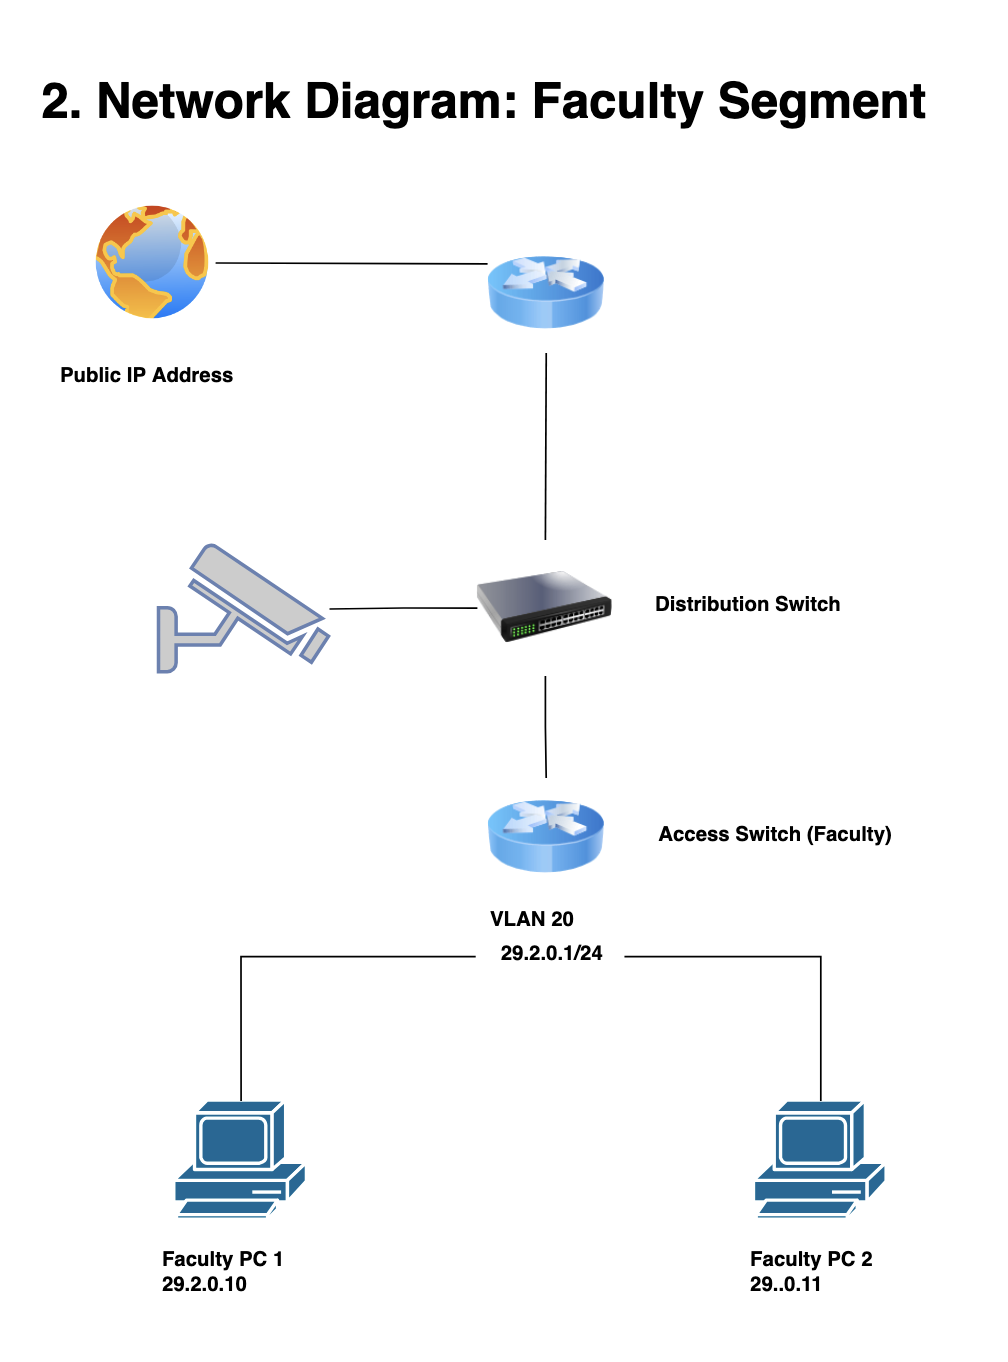 2. Network Diagram: Faculty Segment
Public IP Address
Distribution Switch
Access Switch (Faculty)
VLAN 20
29.2.0.1/24
Faculty PC 1
29.2.0.10
Faculty PC 2
29..0.11